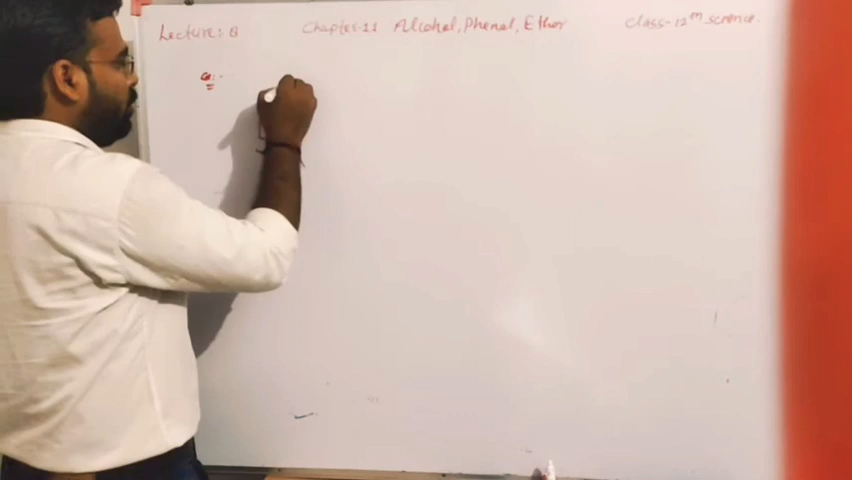 Lecture: 8 Chapter-11 Alcohol, Phenol, Ether Class-12th science.
Q:-